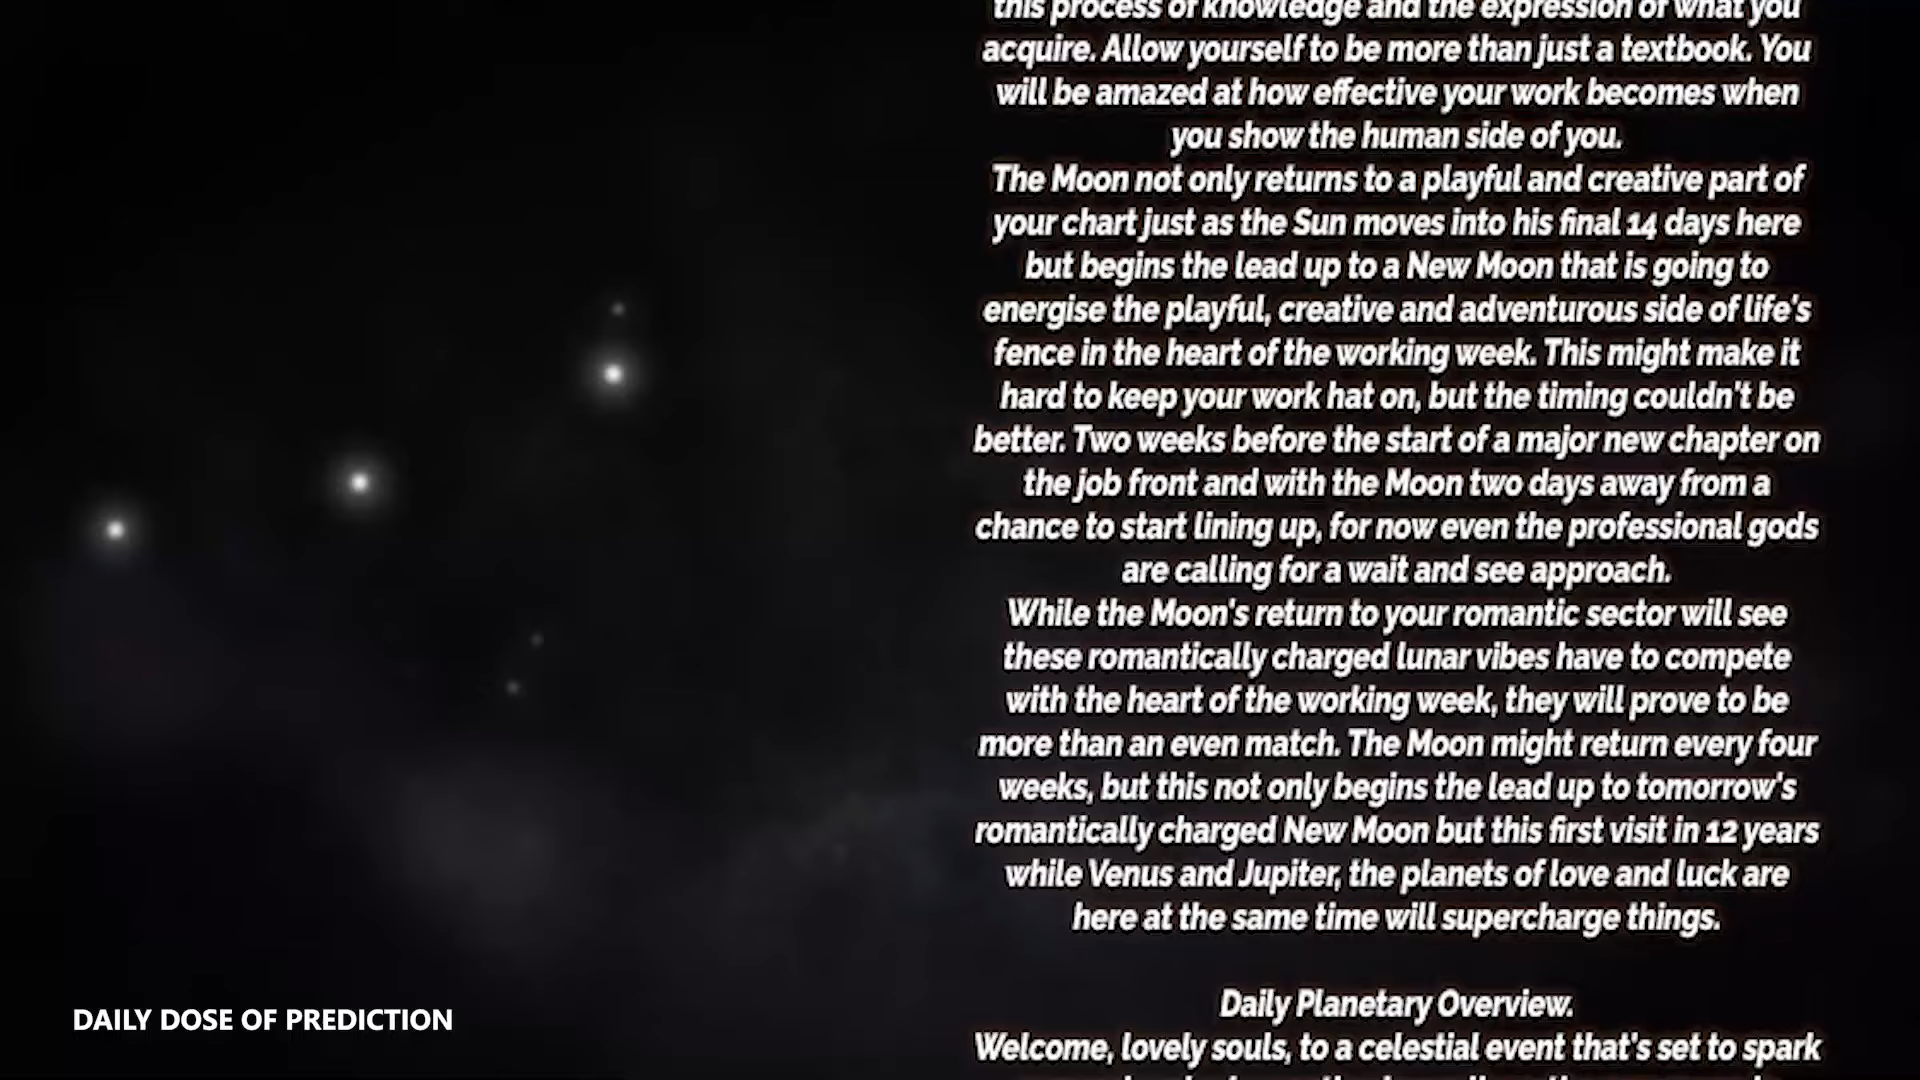 this process of knowledge and the expression of what you
acquire. Allow yourself to be more than just a textbook. You
will be amazed at how effective your work becomes when
you show the human side of you.
The Moon not only returns to a playful and creative part of
your chart just as the Sun moves into his final 14 days here
but begins the lead up to a New Moon that is going to
energise the playful, creative and adventurous side of life's
fence in the heart of the working week. This might make it
hard to keep your work hat on, but the timing couldn't be
better. Two weeks before the start of a major new chapter on
the job front and with the Moon two days away from a
chance to start lining up, for now even the professional gods
are calling for a wait and see approach.
While the Moon's return to your romantic sector will see
these romantically charged lunar vibes have to compete
with the heart of the working week, they will prove to be
more than an even match. The Moon might return every four
weeks, but this not only begins the lead up to tomorrow's
romantically charged New Moon but this first visit in 12 years
while Venus and Jupiter, the planets of love and luck are
here at the same time will supercharge things.
Daily Planetary Overview.
Welcome, lovely souls, to a celestial event that's set to spark
DAILY DOSE OF PREDICTION